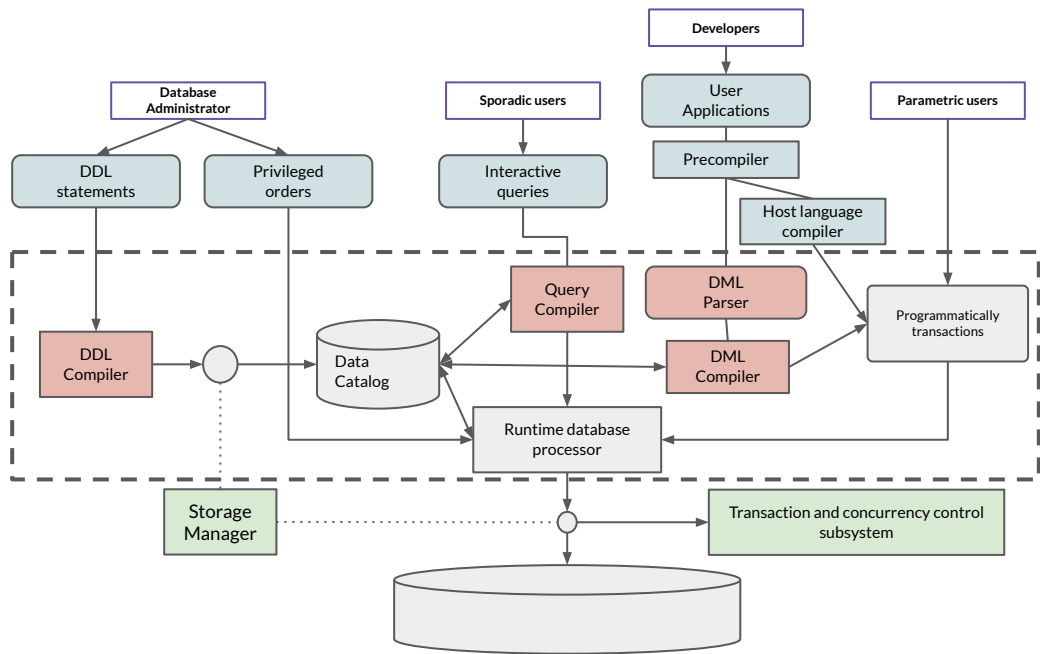 Developers
Database
Administrator
Sporadic users
User
Applications
Parametric users
DDL
statements
Privileged
orders
Interactive
queries
Precompiler
Host language
compiler
Query
Compiler
DML
Parser
Programmatically
transactions
DDL
Compiler
Data
Catalog
DML
Compiler
Runtime database
processor
Storage
Manager
Transaction and concurrency control
subsystem